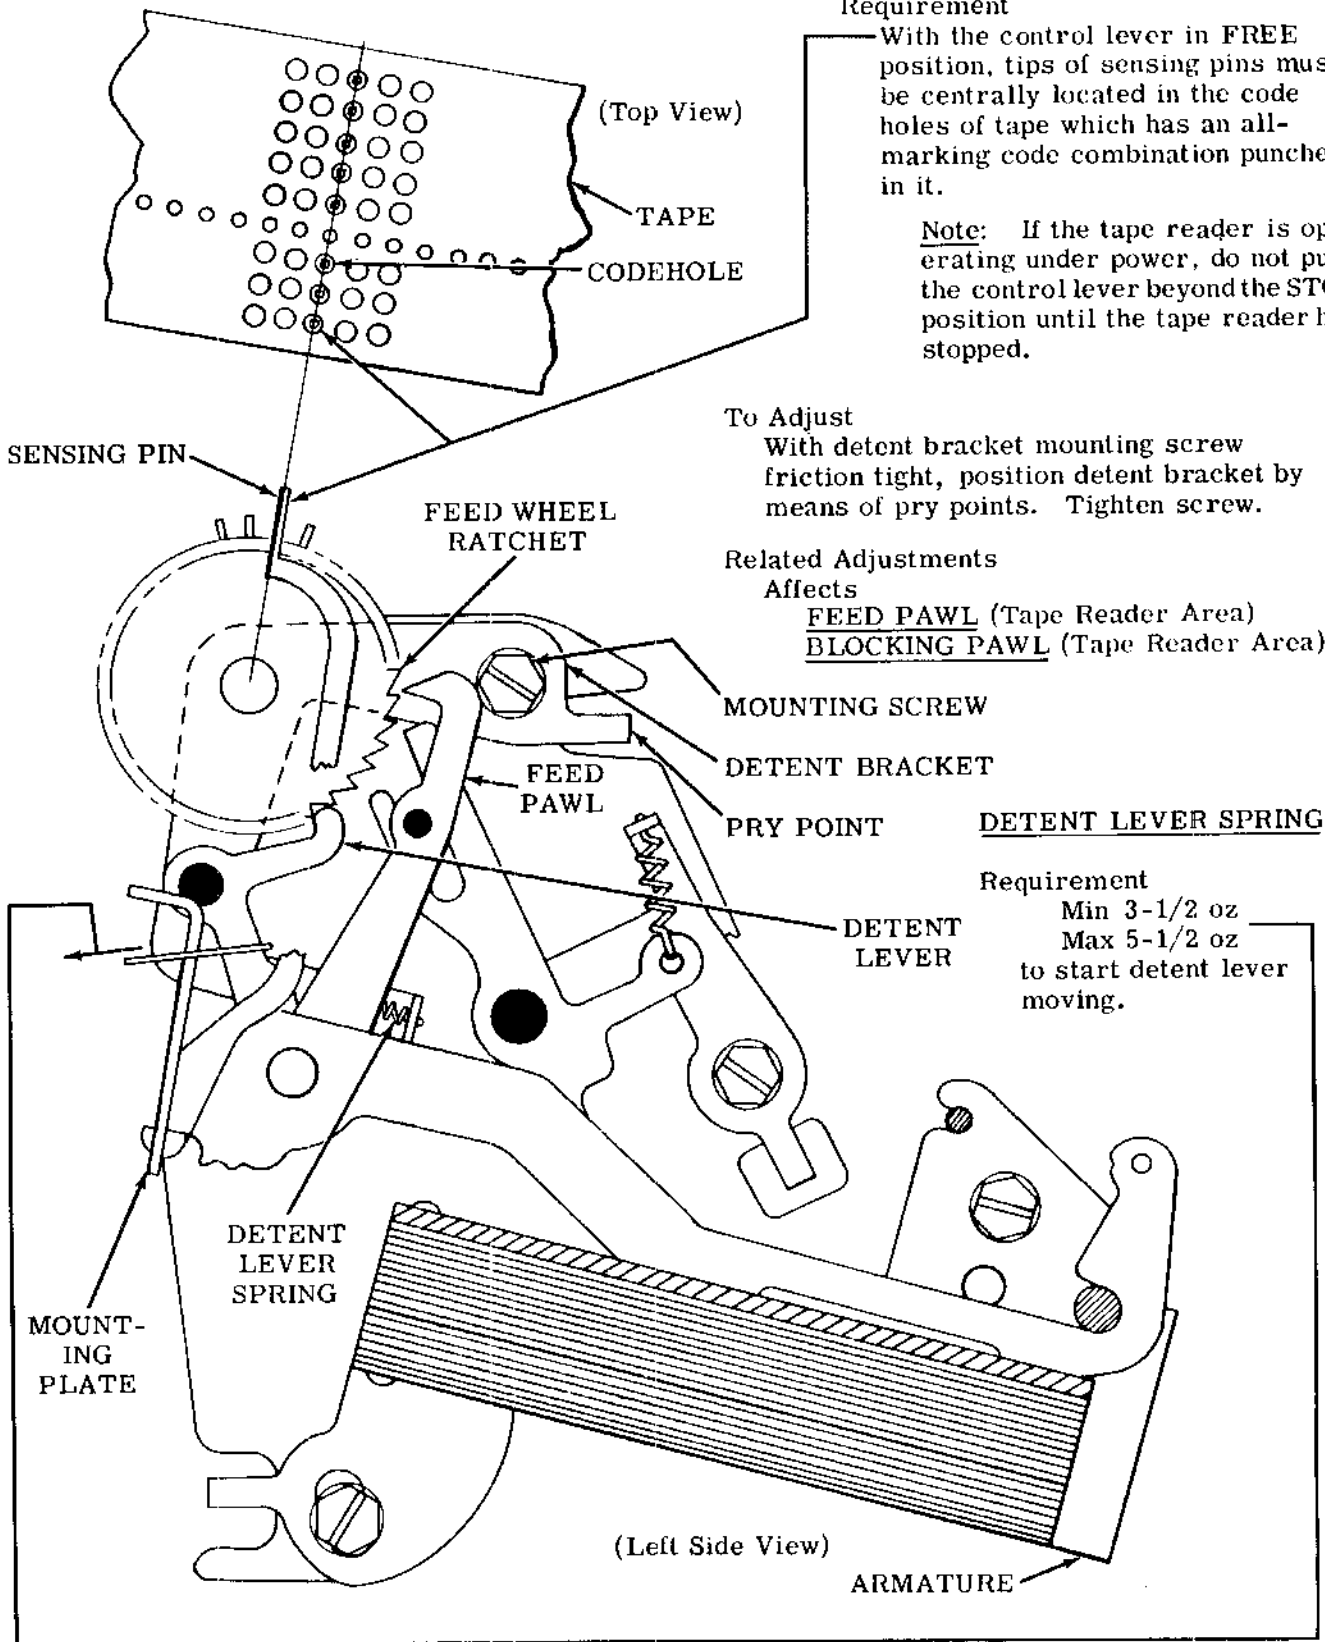 Requirement
With the control lever in FREE
position, tips of sensing pins
be centrally located in the code
holes of tape which has an all-
marking code combination
in it.
(Top View)
TAPE
CODEHOLE
Note: If the tape reader is op
erating under power, do not
the control lever beyond the
position until the tape reader
stopped.
To Adjust
With detent bracket mounting screw
friction tight, position detent bracket by
means of pry points. Tighten screw.
Related Adjustments
Affects
FEED PAWL (Tape Reader Area)
BLOCKING PAWL (Tape Reader Area)
SENSING PIN
FEED WHEEL
RATCHET
MOUNTING SCREW
DETENT BRACKET
FEED
PAWL
PRY POINT
DETENT LEVER SPRING
Requirement
Min 3-1/2 oz
Max 5-1/2 oz
to start detent lever
moving.
DETENT
LEVER
DETENT
LEVER
SPRING
MOUNT-
ING
PLATE
(Left Side View)
ARMATURE